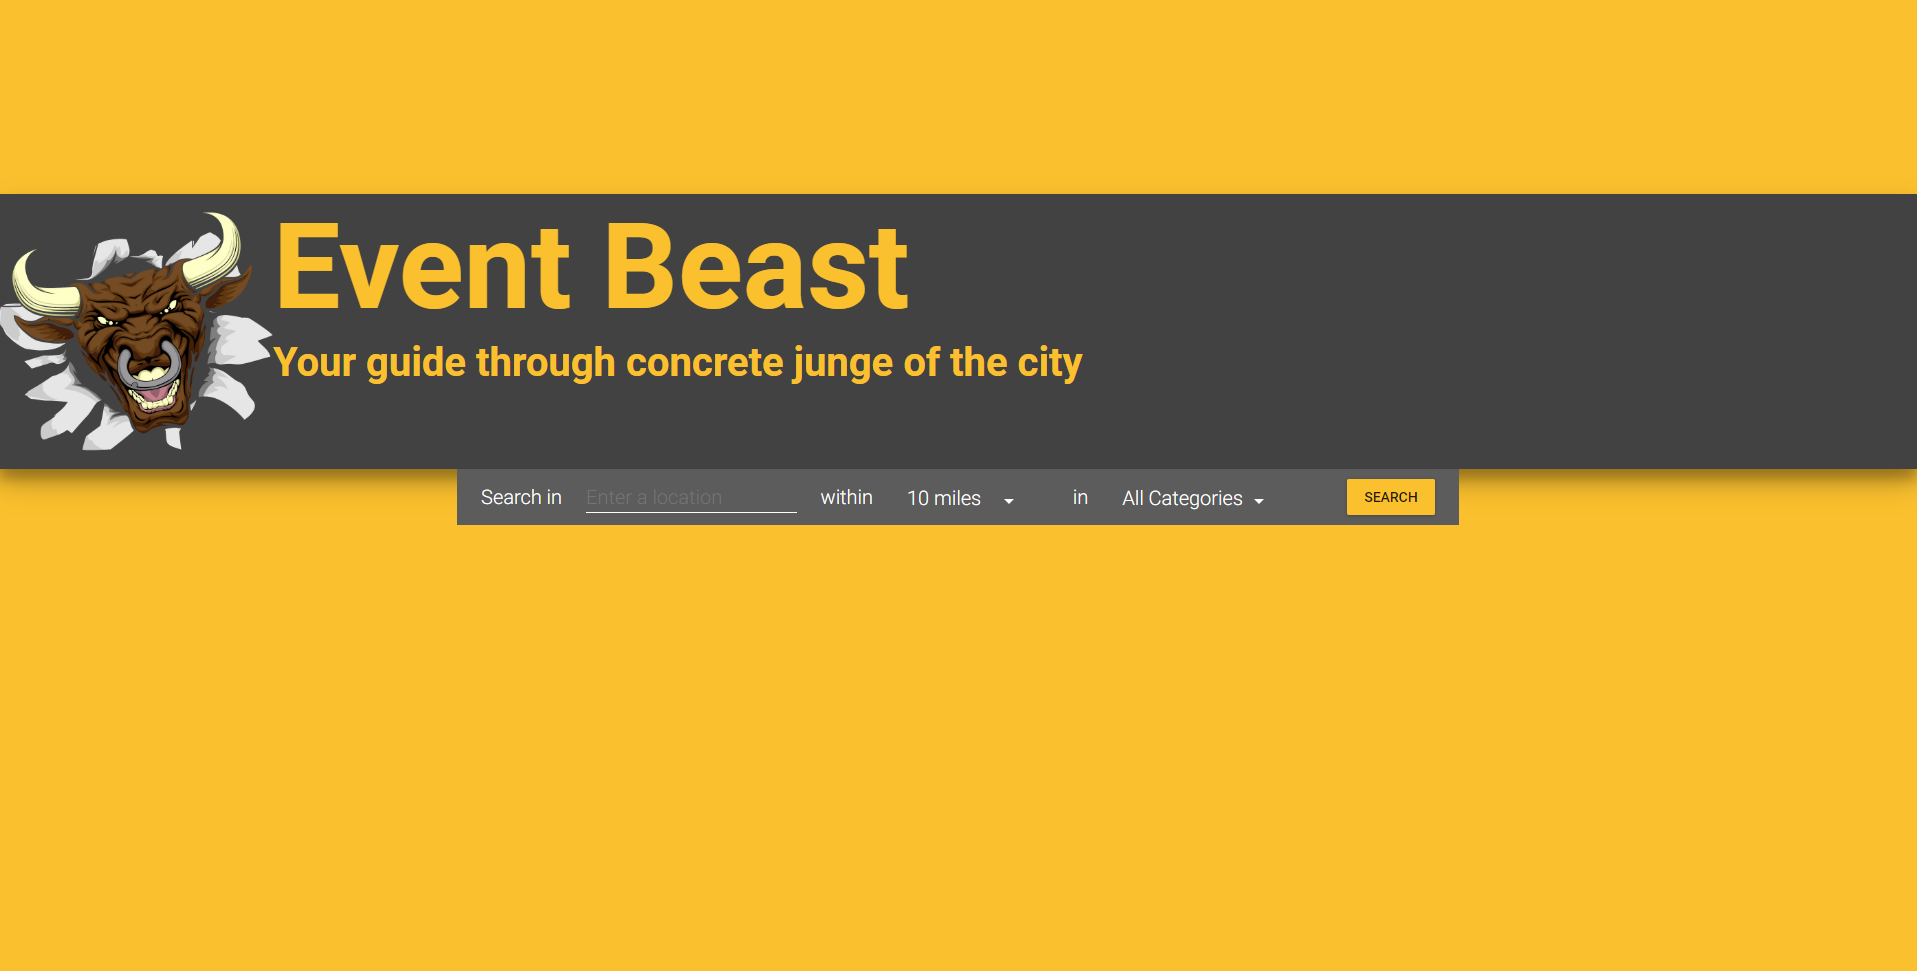 Event Beast
Your guide through concrete junge of the city
Search in Enter a location within 10 miles in All Categories SEARCH